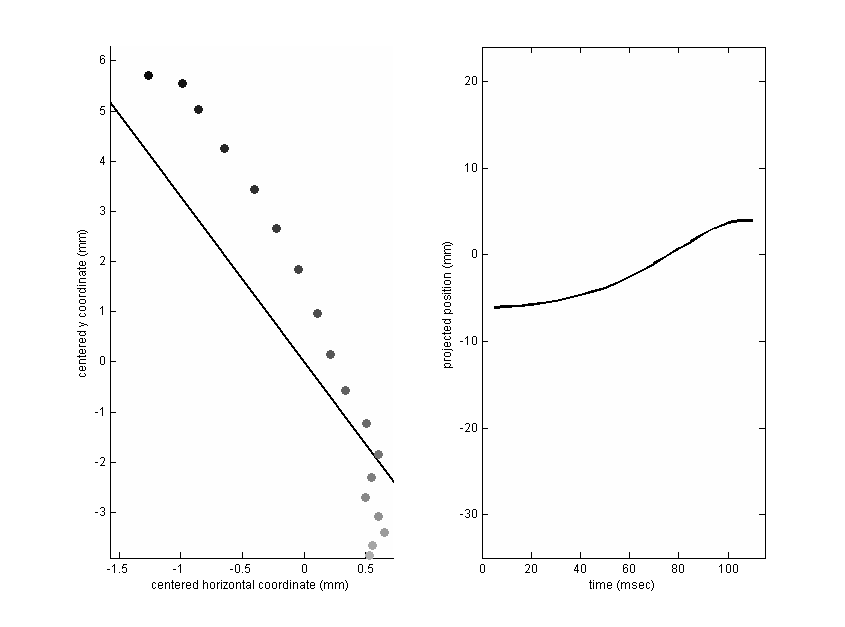 6
5
4
3
2
1
0
-1
-2
-3
centered y coordinate (mm)
-1.5 -1 -0.5 0 0.5
centered horizontal coordinate (mm)
20
10
0
-10
-20
-30
projected position (mm)
0 20 40 60 80 100
time (msec)